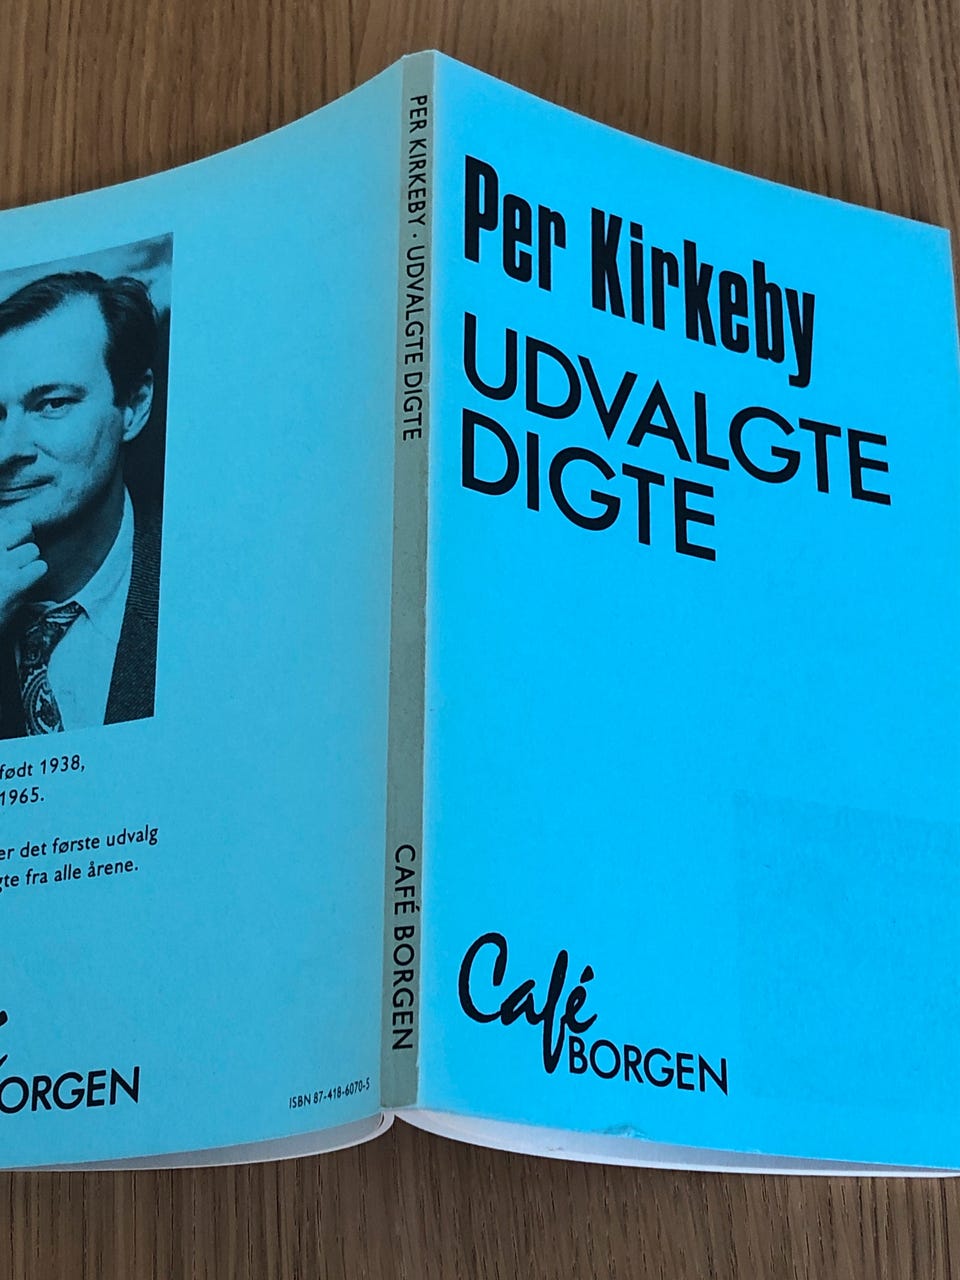 Per Kirkeby
UDVALGTE
DIGTE
Café
BORGEN
PER KIRKEBY · UDVALGTE DIGTE
CAFÉ BORGEN
født 1938,
1965.
er det første udvalg
fra alle årene.
ORGEN
ISBN 87-418-6070-5